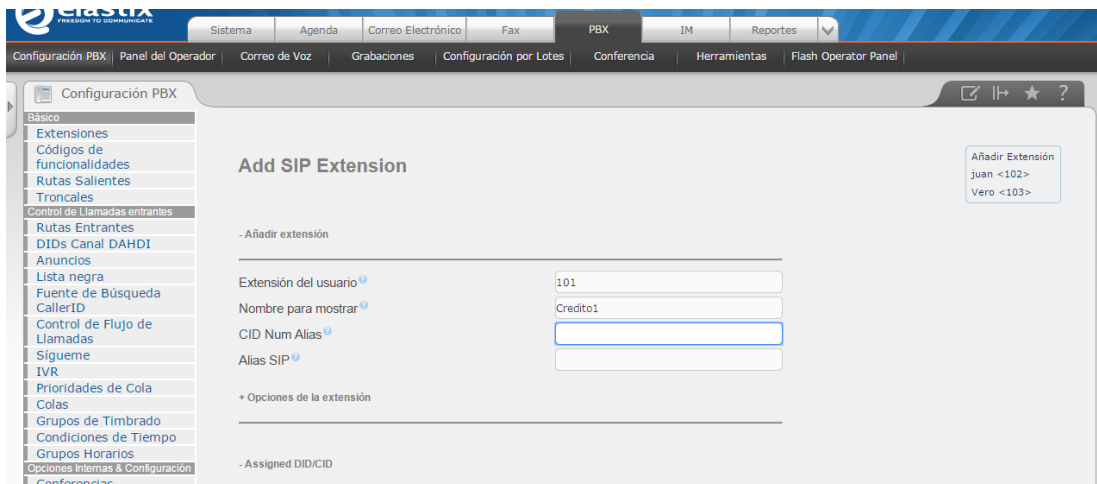 elastix
FREEDOM TO COMMUNICATE
Sistema
Agenda
Correo Electrónico
Fax
PBX
IM
Reportes
Configuración PBX
Panel del Operador
Correo de Voz
Grabaciones
Configuración por Lotes
Conferencia
Herramientas
Flash Operator Panel
Configuración PBX
?
Básico
Extensiones
Códigos de
funcionalidades
Rutas Salientes
Troncales
Control de Llamadas entrantes
Rutas Entrantes
DIDs Canal DAHDI
Anuncios
Lista negra
Fuente de Búsqueda
CallerID
Control de Flujo de
Llamadas
Sígueme
IVR
Prioridades de Cola
Colas
Grupos de Timbrado
Condiciones de Tiempo
Grupos Horarios
Opciones Internas & Configuración
Conferencias
Add SIP Extension
- Añadir extensión
Extensión del usuario
101
Nombre para mostrar
Credito1
CID Num Alias
Alias SIP
+ Opciones de la extensión
- Assigned DID/CID
Añadir Extensión
juan <102>
Vero <103>